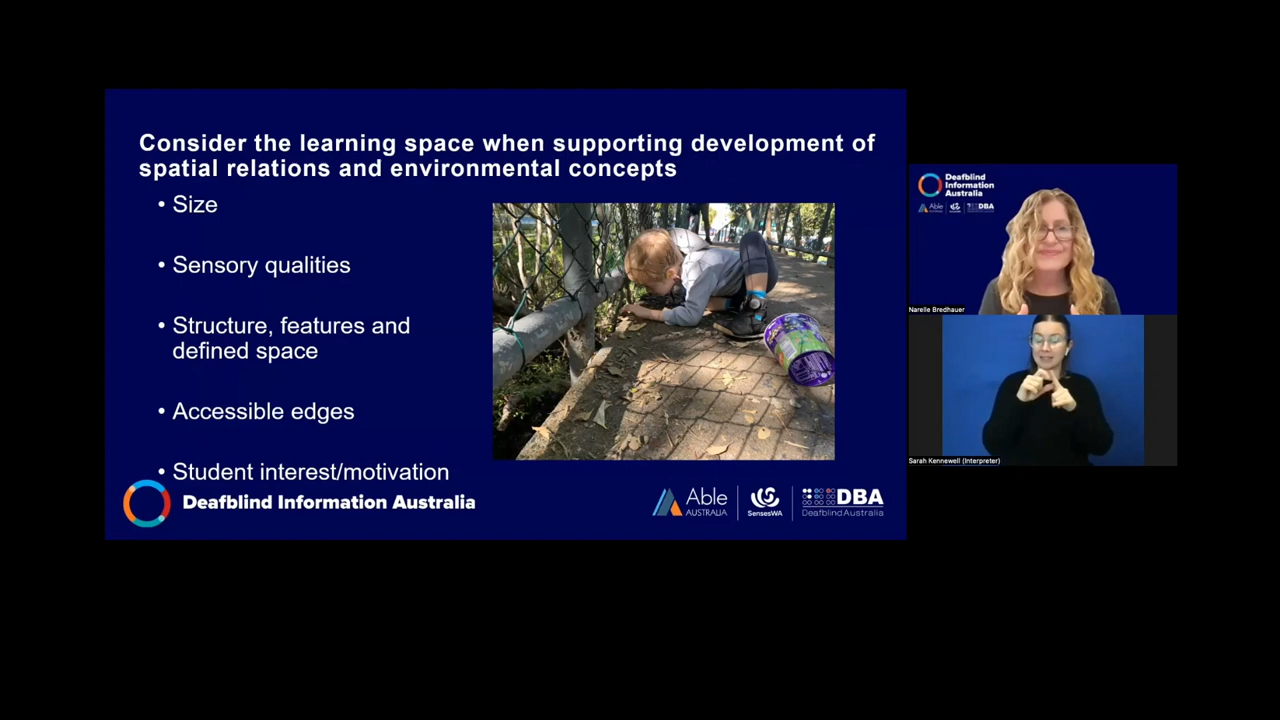 Consider the learning space when supporting development of
spatial relations and environmental concepts
• Size
• Sensory qualities
• Structure, features and
defined space
• Accessible edges
• Student interest/motivation
Deafblind Information Australia
Able
AUSTRALIA
SensesWA
DBA
Deafblind Australia
Deafblind
Information
Australia
Able
DBA
Narelle Bredhauer
Sarah Kennewell (Interpreter)